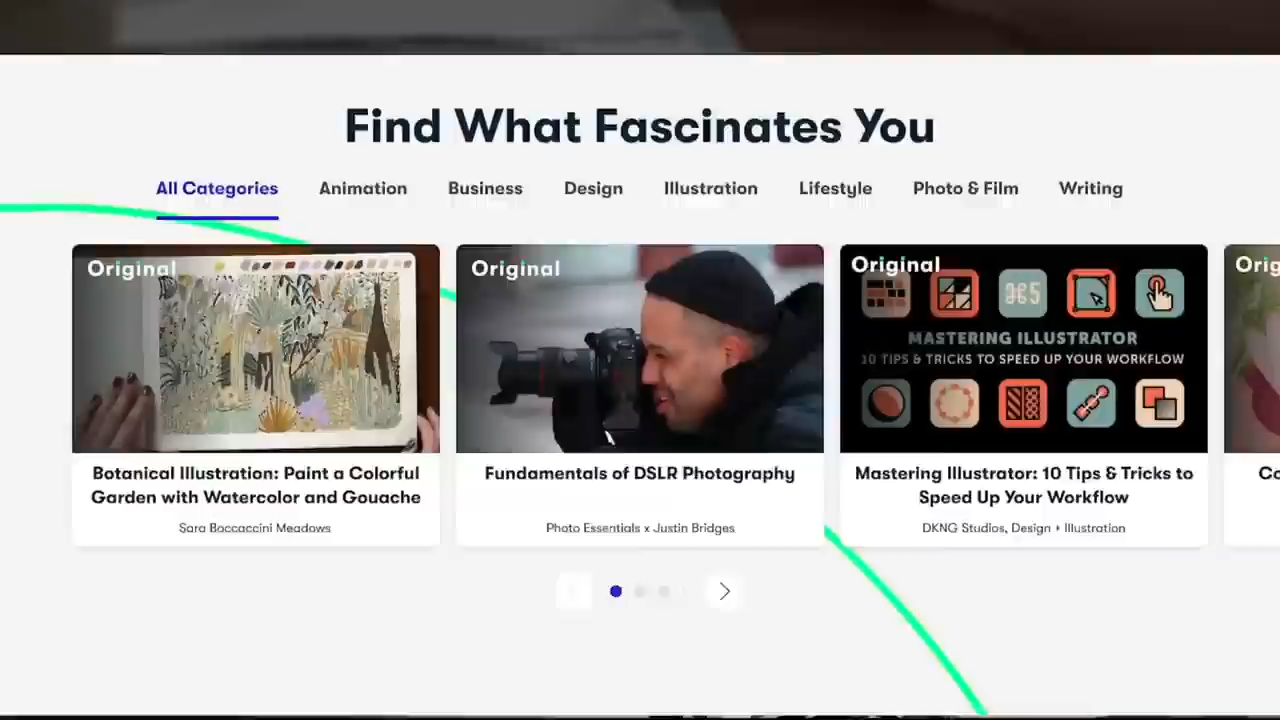 Find What Fascinates You
All Categories Animation Business Design Illustration Lifestyle Photo & Film Writing
Original
Botanical Illustration: Paint a Colorful
Garden with Watercolor and Gouache
Sara Boccaccini Meadows
Original
Fundamentals of DSLR Photography
Photo Essentials x Justin Bridges
Original
⌘5
MASTERING ILLUSTRATOR
10 TIPS & TRICKS TO SPEED UP YOUR WORKFLOW
Mastering Illustrator: 10 Tips & Tricks to
Speed Up Your Workflow
DKNG Studios, Design + Illustration
Orig
Co